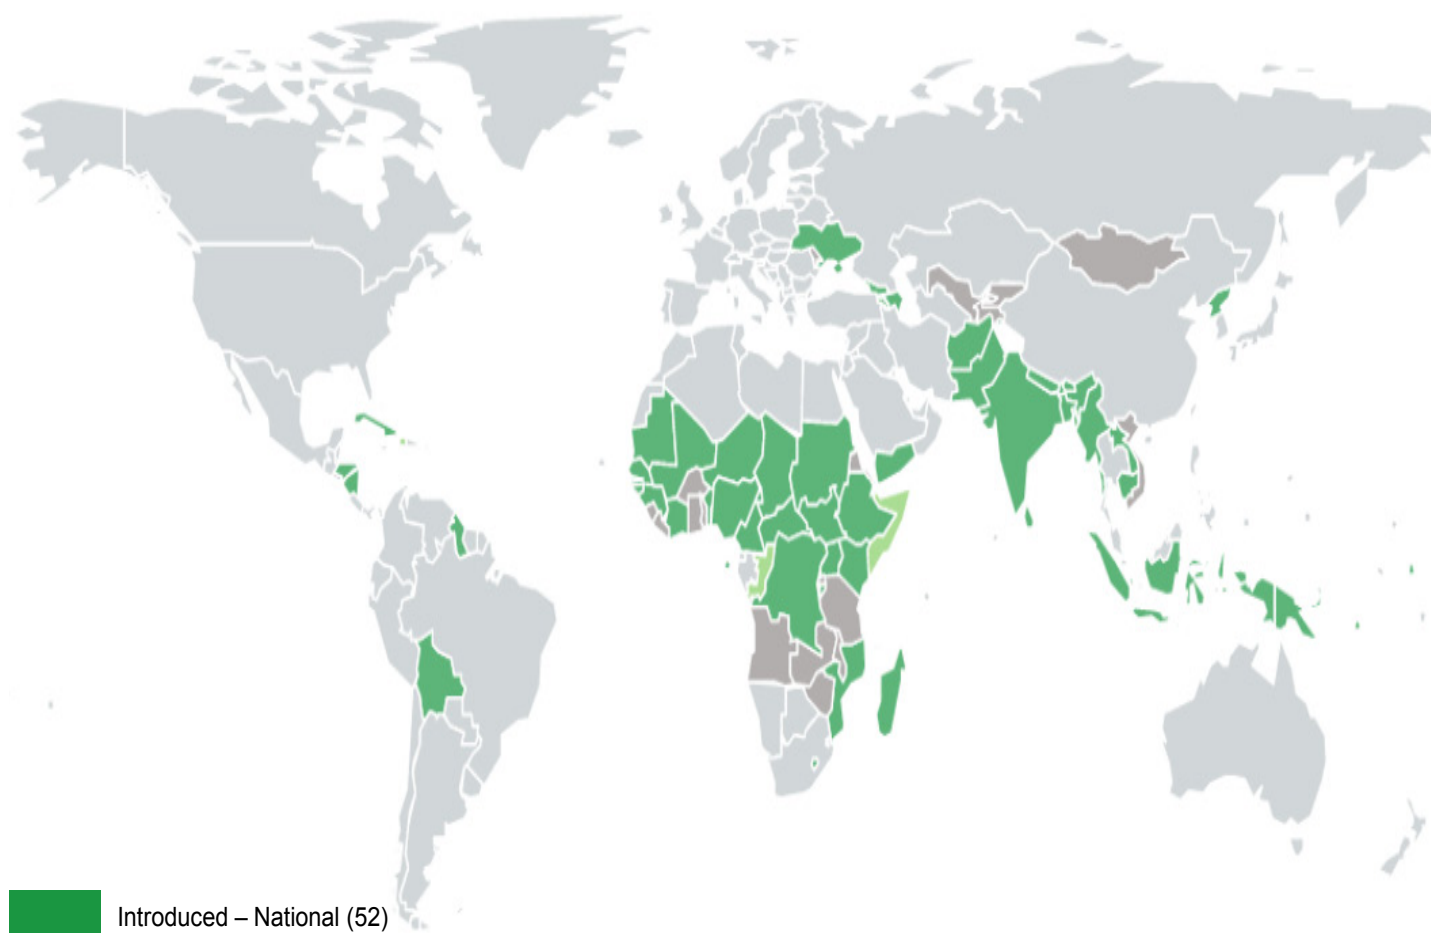 Introduced – National (52)